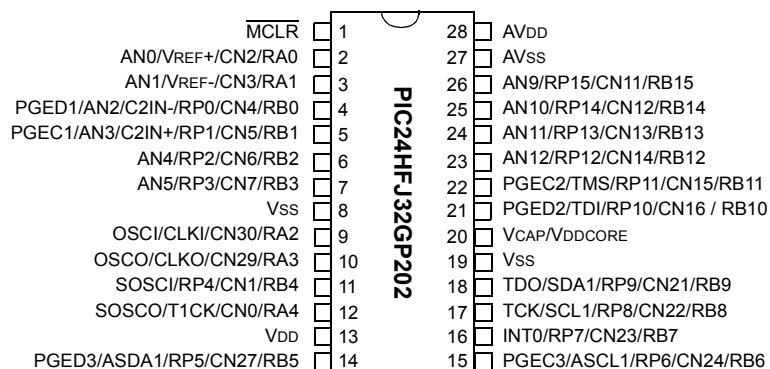 MCLR 1 28 AVDD
AN0/VREF+/CN2/RA0 2 27 AVSS
AN1/VREF-/CN3/RA1 3 26 AN9/RP15/CN11/RB15
PGED1/AN2/C2IN-/RP0/CN4/RB0 4 25 AN10/RP14/CN12/RB14
PGEC1/AN3/C2IN+/RP1/CN5/RB1 5 24 AN11/RP13/CN13/RB13
AN4/RP2/CN6/RB2 6 23 AN12/RP12/CN14/RB12
AN5/RP3/CN7/RB3 7 22 PGEC2/TMS/RP11/CN15/RB11
VSS 8 21 PGED2/TDI/RP10/CN16 / RB10
OSCI/CLKI/CN30/RA2 9 20 VCAP/VDDCORE
OSCO/CLKO/CN29/RA3 10 19 VSS
SOSCI/RP4/CN1/RB4 11 18 TDO/SDA1/RP9/CN21/RB9
SOSCO/T1CK/CN0/RA4 12 17 TCK/SCL1/RP8/CN22/RB8
VDD 13 16 INT0/RP7/CN23/RB7
PGED3/ASDA1/RP5/CN27/RB5 14 15 PGEC3/ASCL1/RP6/CN24/RB6
PIC24HFJ32GP202